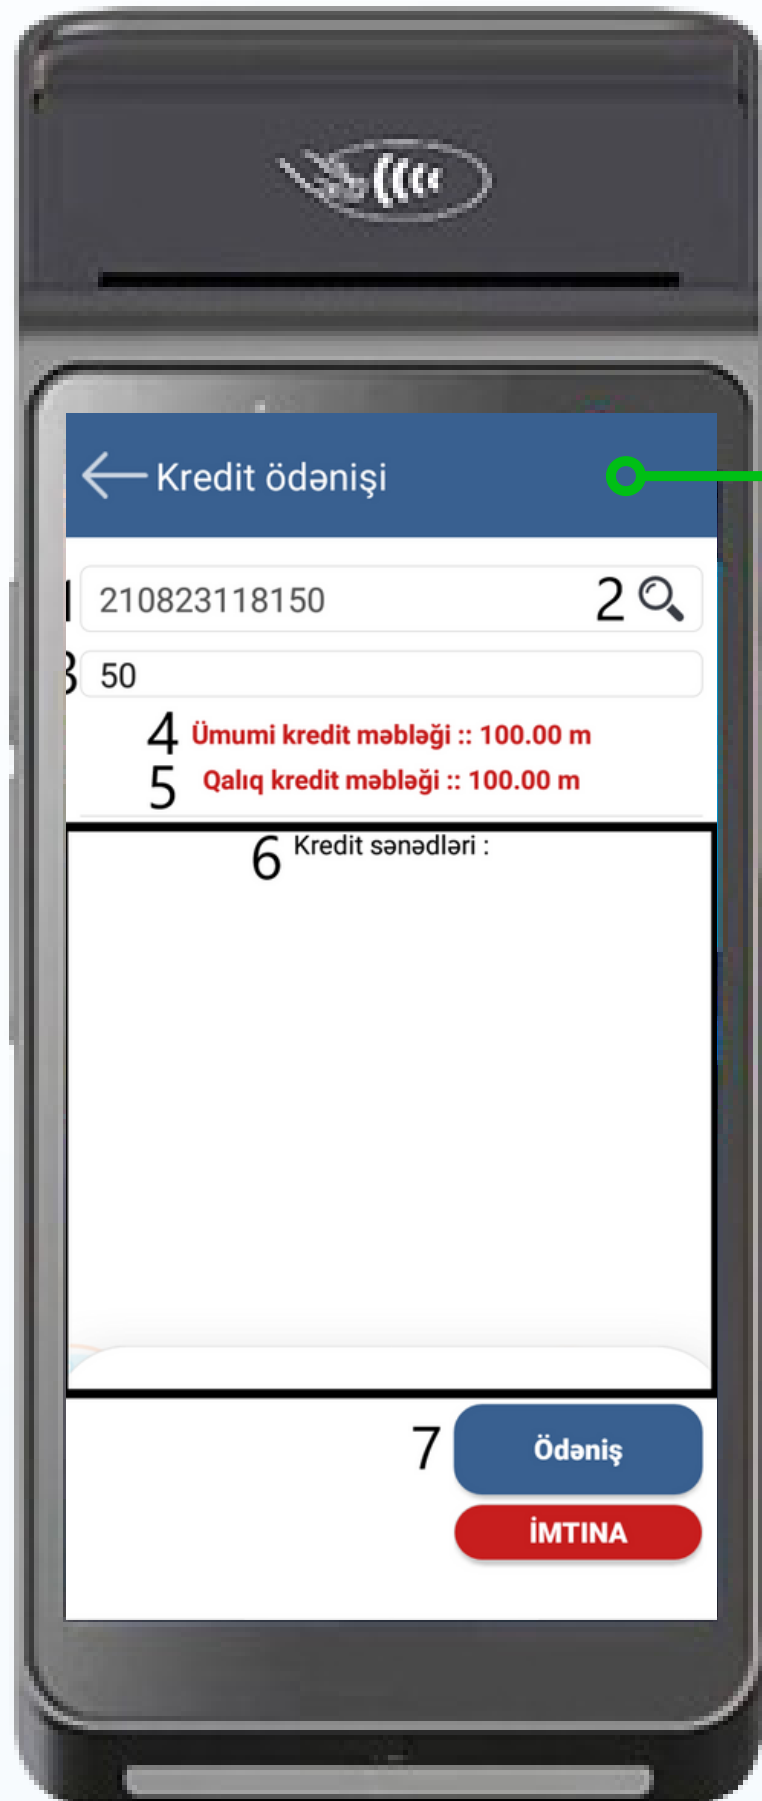 Kredit ödənişi
1 210823118150 2
3 50
4 Ümumi kredit məbləği :: 100.00 m
5 Qalıq kredit məbləği :: 100.00 m
6 Kredit sənədləri :
7 Ödəniş
İMTINA